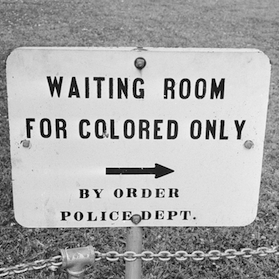 WAITING ROOM
FOR COLORED ONLY
BY ORDER
POLICE DEPT.